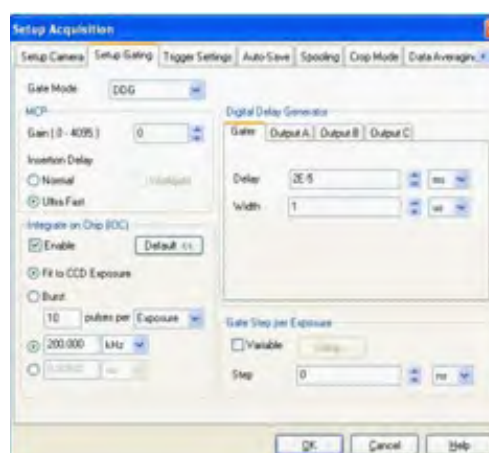 Setup Acquisition
Setup Camera Setup Gating Trigger Settings Auto-Save Spooling Crop Mode Data Averaging
Gate Mode DDG
MCP
Gain ( 0 - 4095 ) 0
Insertion Delay
Normal
Ultra Fast
Integrate on Chip (IOC)
Enable Default <<
Fit to CCD Exposure
Burst
10 pulses per Exposure
200.000 kHz
Digital Delay Generator
Gater Output A Output B Output C
Delay 2E-5 ms
Width 1 us
Gate Step per Exposure
Variable
Step 0 ns
OK Cancel Help